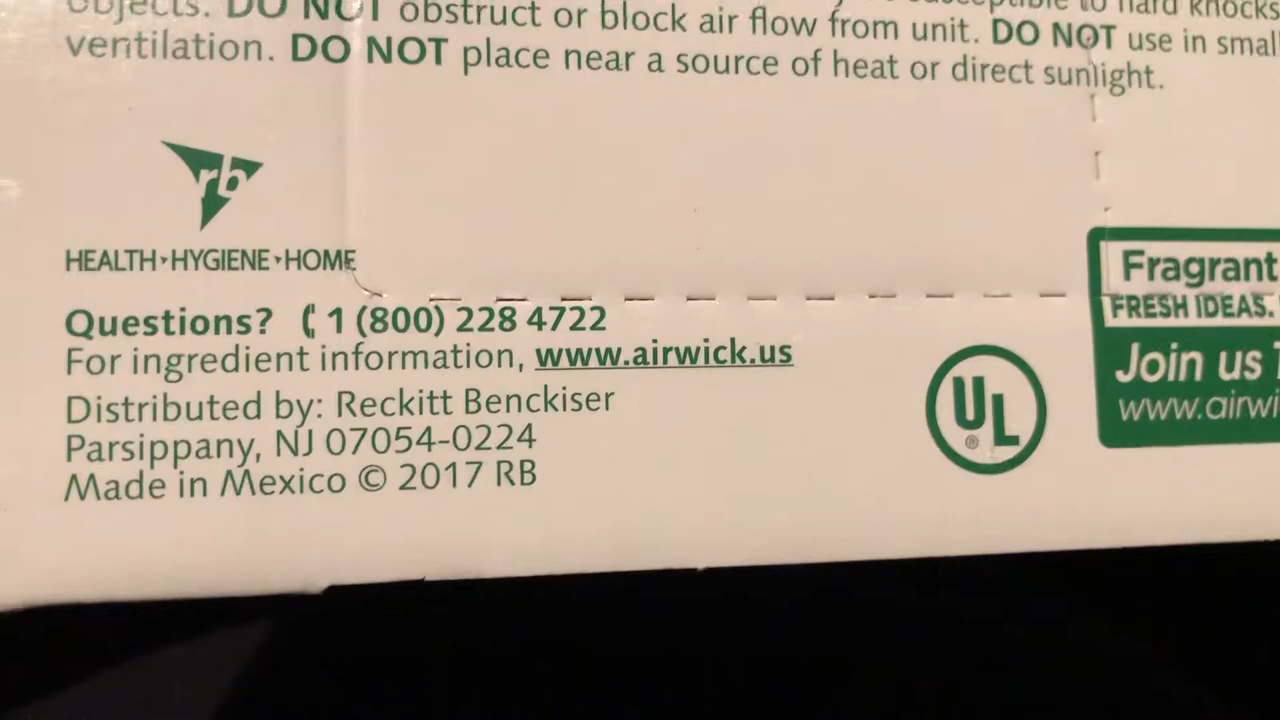 objects. DO NOT obstruct or block air flow from unit. DO NOT use in small
ventilation. DO NOT place near a source of heat or direct sunlight.
rb
HEALTH HYGIENE HOME
Questions? 1 (800) 228 4722
For ingredient information, www.airwick.us
Distributed by: Reckitt Benckiser
Parsippany, NJ 07054-0224
Made in Mexico © 2017 RB
UL
®
Fragrant
FRESH IDEAS.
Join us
www.airwi